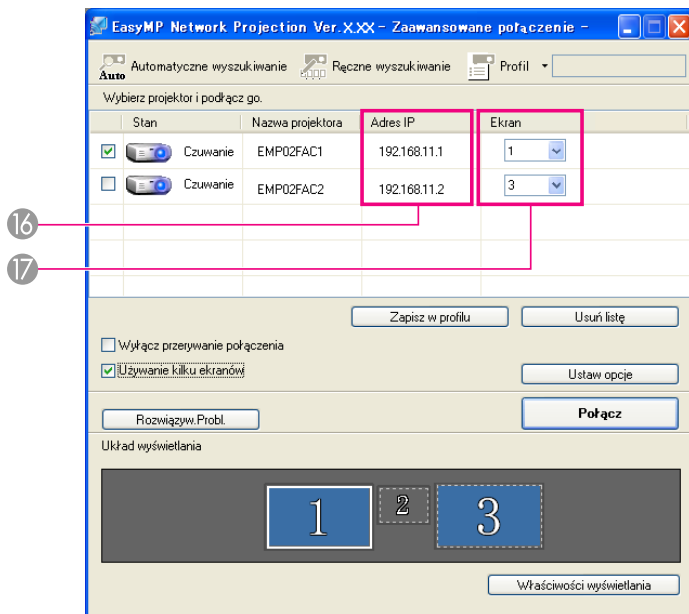 EasyMP Network Projection Ver.X.XX - Zaawansowane połączenie -
Auto Automatyczne wyszukiwanie Ręczne wyszukiwanie Profil
Wybierz projektor i podłącz go.
Stan Nazwa projektora Adres IP Ekran
Czuwanie EMP02FAC1 192.168.11.1 1
Czuwanie EMP02FAC2 192.168.11.2 3
16
17
Zapisz w profilu Usuń listę
Wyłącz przerywanie połączenia
Używanie kilku ekranów
Ustaw opcje
Rozwiązyw.Probl. Połącz
Układ wyświetlania
1 2 3
Właściwości wyświetlania